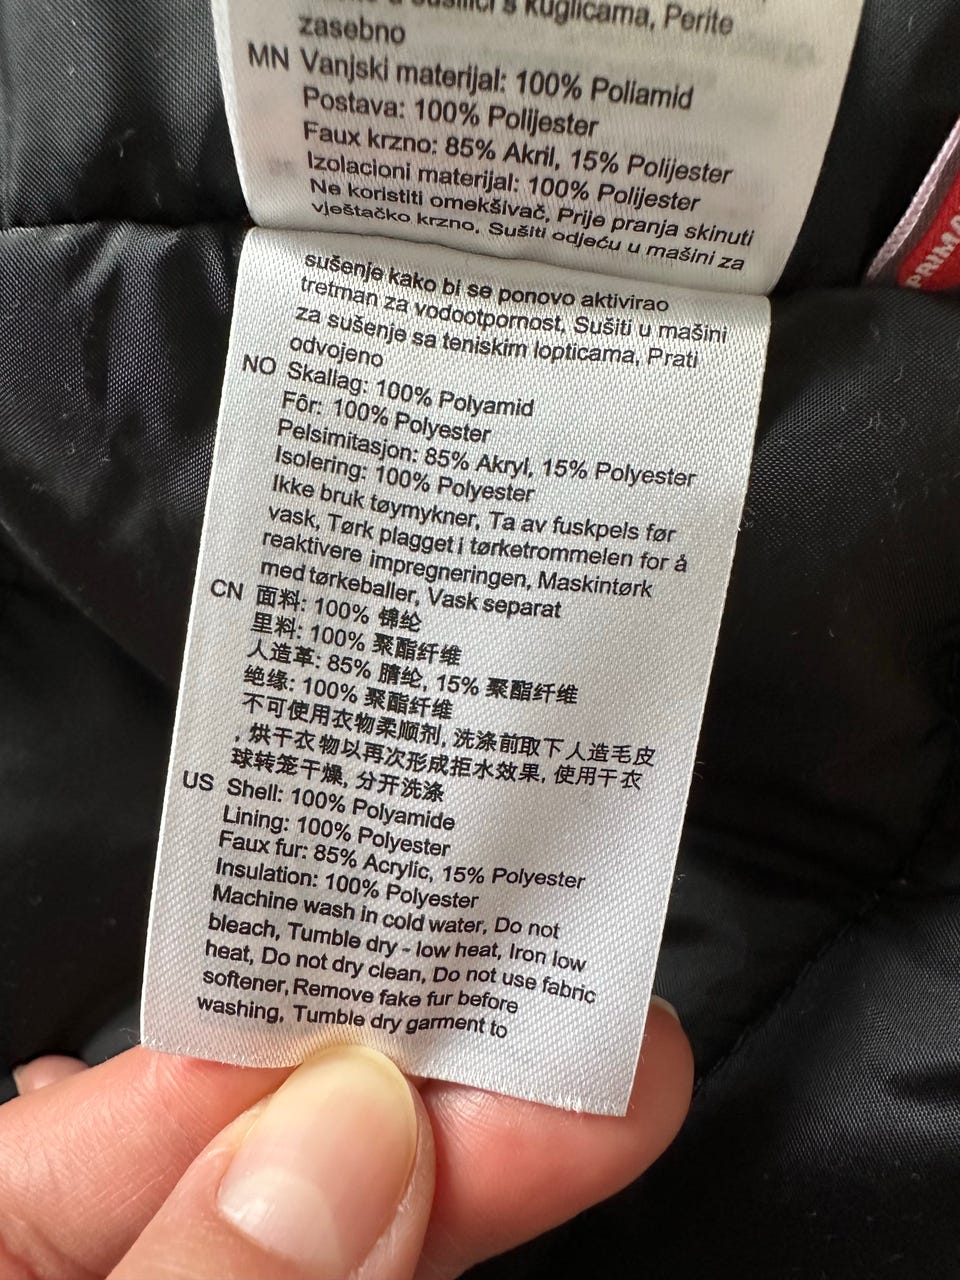 s kuglicama, Perite
zasebno
MN Vanjski materijal: 100% Poliamid
Postava: 100% Polijester
Faux krzno: 85% Akril, 15% Polijester
Izolacioni materijal: 100% Polijester
Ne koristiti omekšivač, Prije pranja skinuti
vještačko krzno, Sušiti odjeću u mašini za
sušenje kako bi se ponovo aktivirao
tretman za vodootpornost, Sušiti u mašini
za sušenje sa teniskim lopticama, Prati
odvojeno
NO Skallag: 100% Polyamid
Fôr: 100% Polyester
Pelsimitasjon: 85% Akryl, 15% Polyester
Isolering: 100% Polyester
Ikke bruk tøymykner, Ta av fuskpels før
vask, Tørk plagget i tørketrommelen for å
reaktivere impregneringen, Maskintørk
med tørkeballer, Vask separat
CN 面料: 100% 锦纶
里料: 100% 聚酯纤维
人造革: 85% 腈纶, 15% 聚酯纤维
绝缘: 100% 聚酯纤维
不可使用衣物柔顺剂, 洗涤前取下人造毛皮
, 烘干衣物以再次形成拒水效果, 使用干衣
球转笼干燥, 分开洗涤
US Shell: 100% Polyamide
Lining: 100% Polyester
Faux fur: 85% Acrylic, 15% Polyester
Insulation: 100% Polyester
Machine wash in cold water, Do not
bleach, Tumble dry - low heat, Iron low
heat, Do not dry clean, Do not use fabric
softener, Remove fake fur before
washing, Tumble dry garment to